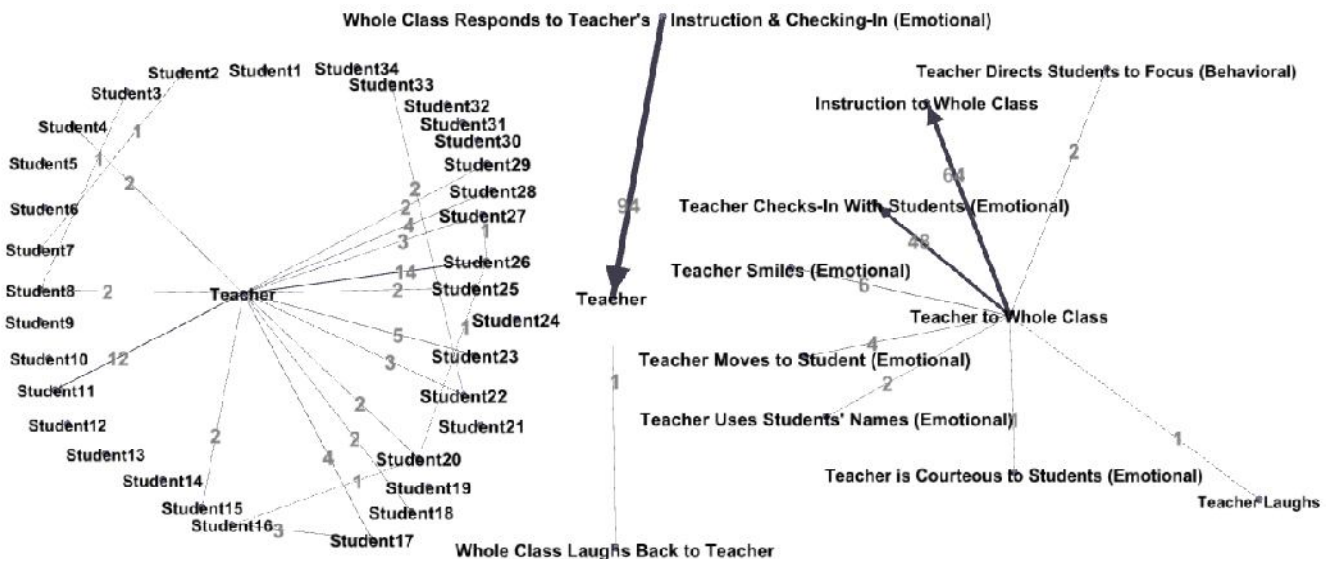 Whole Class Responds to Teacher's Instruction & Checking-In (Emotional)
Student2
Student1
Student34
Student33
Student3
Student32
Student4
Student31
Student30
Student5
Student29
Student28
Student6
Student27
Student7
Student26
Student8
Teacher
Student25
Student9
Student24
Student10
Student23
Student11
Student22
Student12
Student21
Student13
Student20
Student14
Student19
Student15
Student18
Student16
Student17
1
1
2
2
2
4
3
1
14
2
2
1
5
3
12
2
2
2
4
1
3
94
Teacher
1
Whole Class Laughs Back to Teacher
Teacher Directs Students to Focus (Behavioral)
Instruction to Whole Class
2
64
Teacher Checks-In With Students (Emotional)
48
Teacher Smiles (Emotional)
6
Teacher to Whole Class
4
Teacher Moves to Student (Emotional)
2
Teacher Uses Students' Names (Emotional)
1
1
Teacher is Courteous to Students (Emotional)
Teacher Laughs